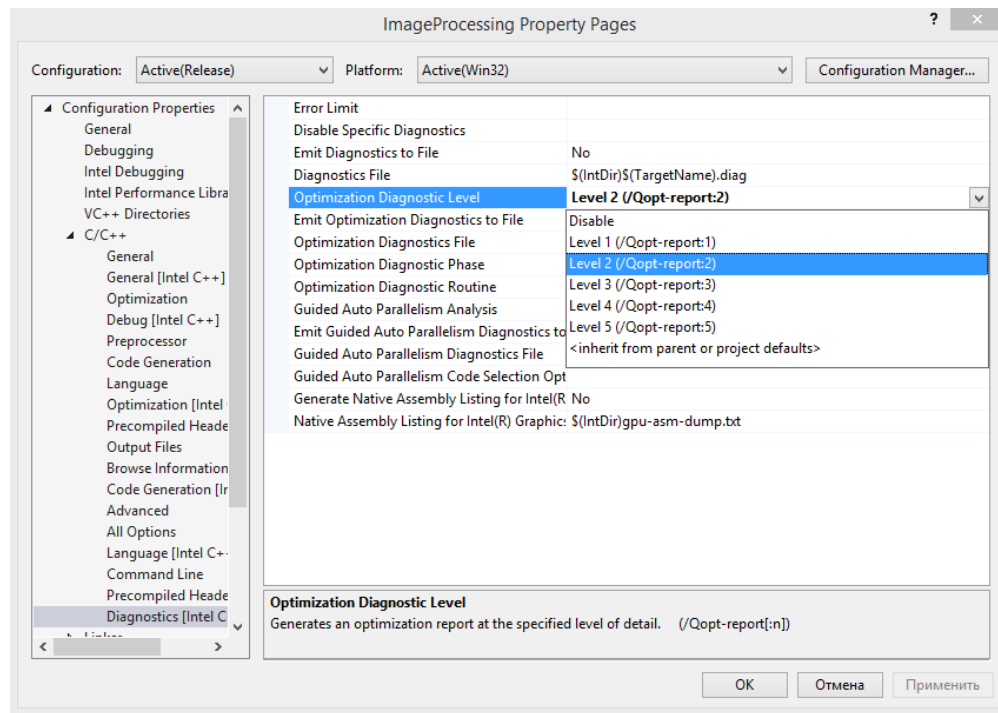 ImageProcessing Property Pages
? ×
Configuration: Active(Release) Platform: Active(Win32) Configuration Manager...
Configuration Properties
General
Debugging
Intel Debugging
Intel Performance Libra
VC++ Directories
C/C++
General
General [Intel C++]
Optimization
Debug [Intel C++]
Preprocessor
Code Generation
Language
Optimization [Intel
Precompiled Heade
Output Files
Browse Information
Code Generation [Ir
Advanced
All Options
Language [Intel C+-
Command Line
Precompiled Heade
Diagnostics [Intel C
Linker
Error Limit
Disable Specific Diagnostics
Emit Diagnostics to File No
Diagnostics File $(IntDir)$(TargetName).diag
Optimization Diagnostic Level Level 2 (/Qopt-report:2)
Emit Optimization Diagnostics to File
Optimization Diagnostics File
Optimization Diagnostic Phase
Optimization Diagnostic Routine
Guided Auto Parallelism Analysis
Emit Guided Auto Parallelism Diagnostics to
Guided Auto Parallelism Diagnostics File
Guided Auto Parallelism Code Selection Opt
Generate Native Assembly Listing for Intel(R No
Native Assembly Listing for Intel(R) Graphic: $(IntDir)gpu-asm-dump.txt
Disable
Level 1 (/Qopt-report:1)
Level 2 (/Qopt-report:2)
Level 3 (/Qopt-report:3)
Level 4 (/Qopt-report:4)
Level 5 (/Qopt-report:5)
<inherit from parent or project defaults>
Optimization Diagnostic Level
Generates an optimization report at the specified level of detail. (/Qopt-report[:n])
OK Отмена Применить